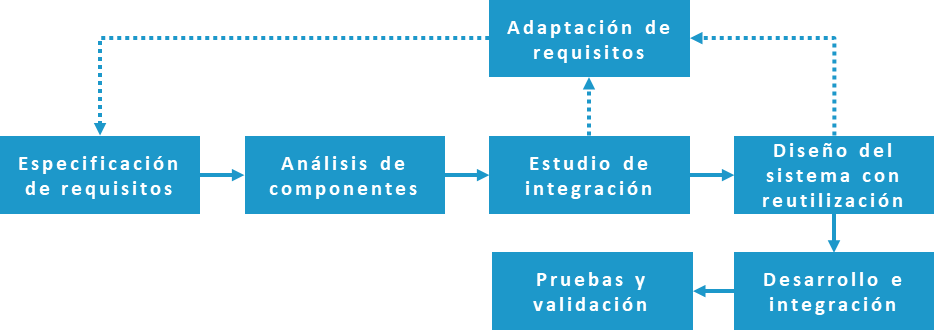 Adaptación de
requisitos
Especificación
de requisitos
Análisis de
componentes
Estudio de
integración
Diseño del
sistema con
reutilización
Pruebas y
validación
Desarrollo e
integración